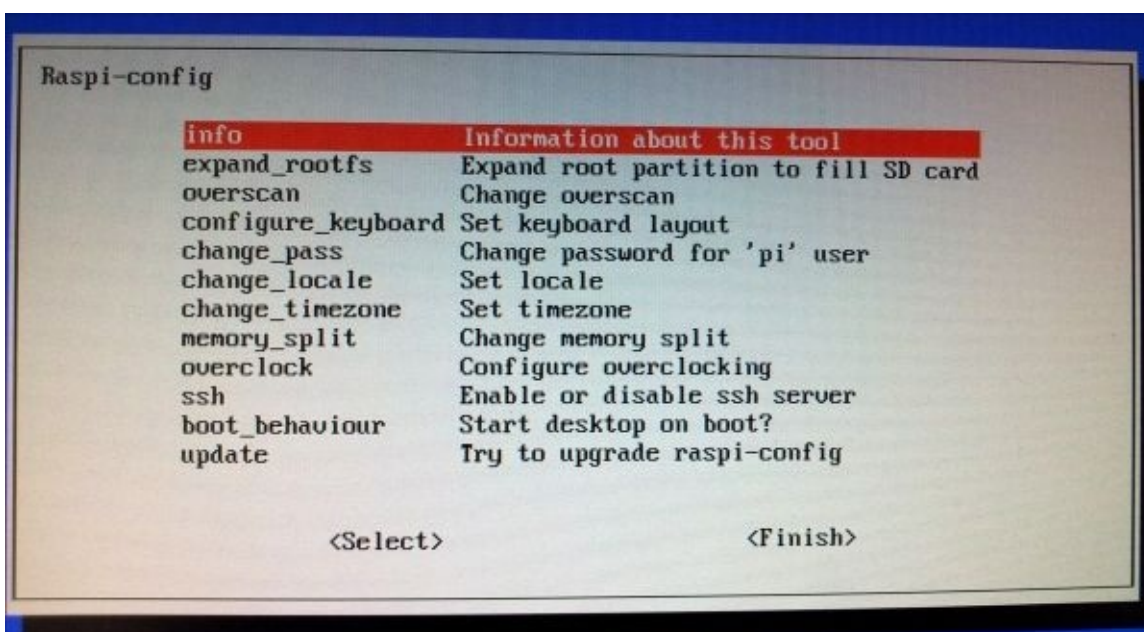 Raspi-config
info Information about this tool
expand_rootfs Expand root partition to fill SD card
overscan Change overscan
configure_keyboard Set keyboard layout
change_pass Change password for 'pi' user
change_locale Set locale
change_timezone Set timezone
memory_split Change memory split
overclock Configure overclocking
ssh Enable or disable ssh server
boot_behaviour Start desktop on boot?
update Try to upgrade raspi-config
<Select> <Finish>